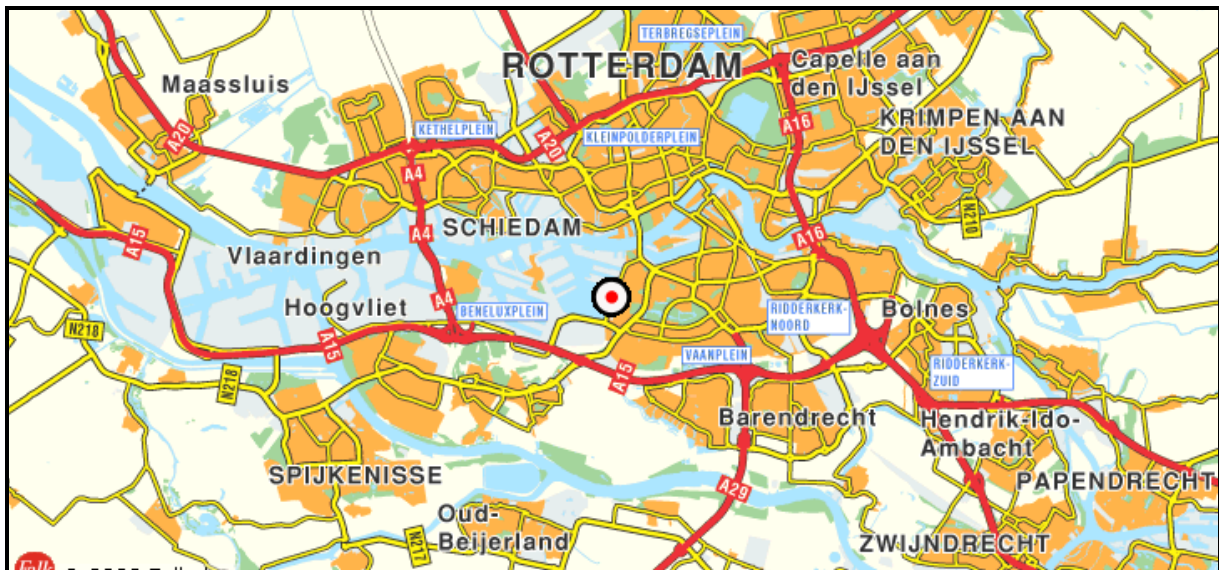 TERBREGSEPLEIN
ROTTERDAM
Capelle aan
den IJssel
Maassluis
A16
KRIMPEN AAN
DEN IJSSEL
KETHELPLEIN
KLEINPOLDERPLEIN
A20
A20
A4
N210
SCHIEDAM
A4
A16
A15
Vlaardingen
A4
Hoogvliet
BENELUXPLEIN
RIDDERKERK-
NOORD
Bolnes
N218
A15
VAANPLEIN
RIDDERKERK-
ZUID
N218
A15
Barendrecht
Hendrik-Ido-
Ambacht
SPIJKENISSE
PAPENDRECHT
A29
Oud-
Beijerland
N217
ZWIJNDRECHT
Falk